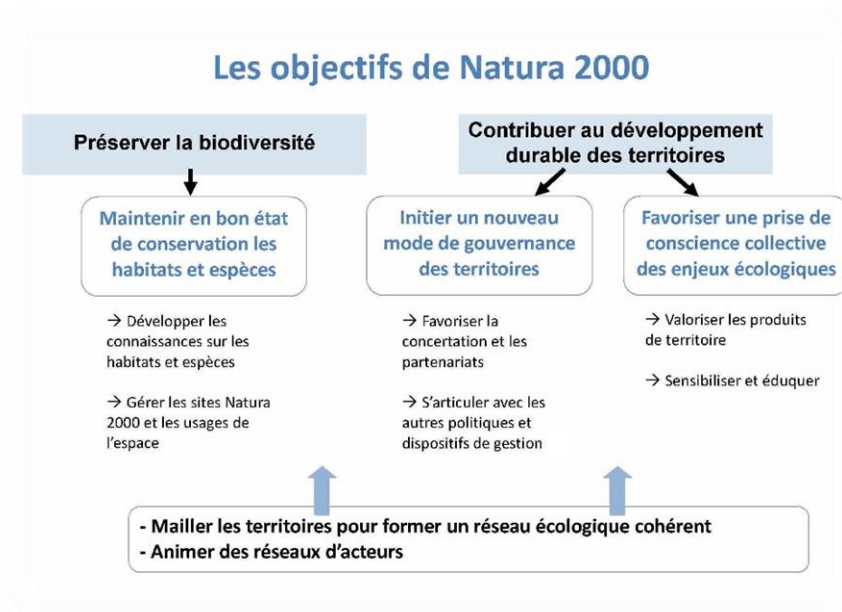 Les objectifs de Natura 2000
Préserver la biodiversité
Contribuer au développement
durable des territoires
Maintenir en bon état
de conservation les
habitats et espèces
Initier un nouveau
mode de gouvernance
des territoires
Favoriser une prise de
conscience collective
des enjeux écologiques
→ Développer les
connaissances sur les
habitats et espèces
→ Gérer les sites Natura
2000 et les usages de
l'espace
→ Favoriser la
concertation et les
partenariats
→ S'articuler avec les
autres politiques et
dispositifs de gestion
→ Valoriser les produits
de territoire
→ Sensibiliser et éduquer
- Mailler les territoires pour former un réseau écologique cohérent
- Animer des réseaux d'acteurs